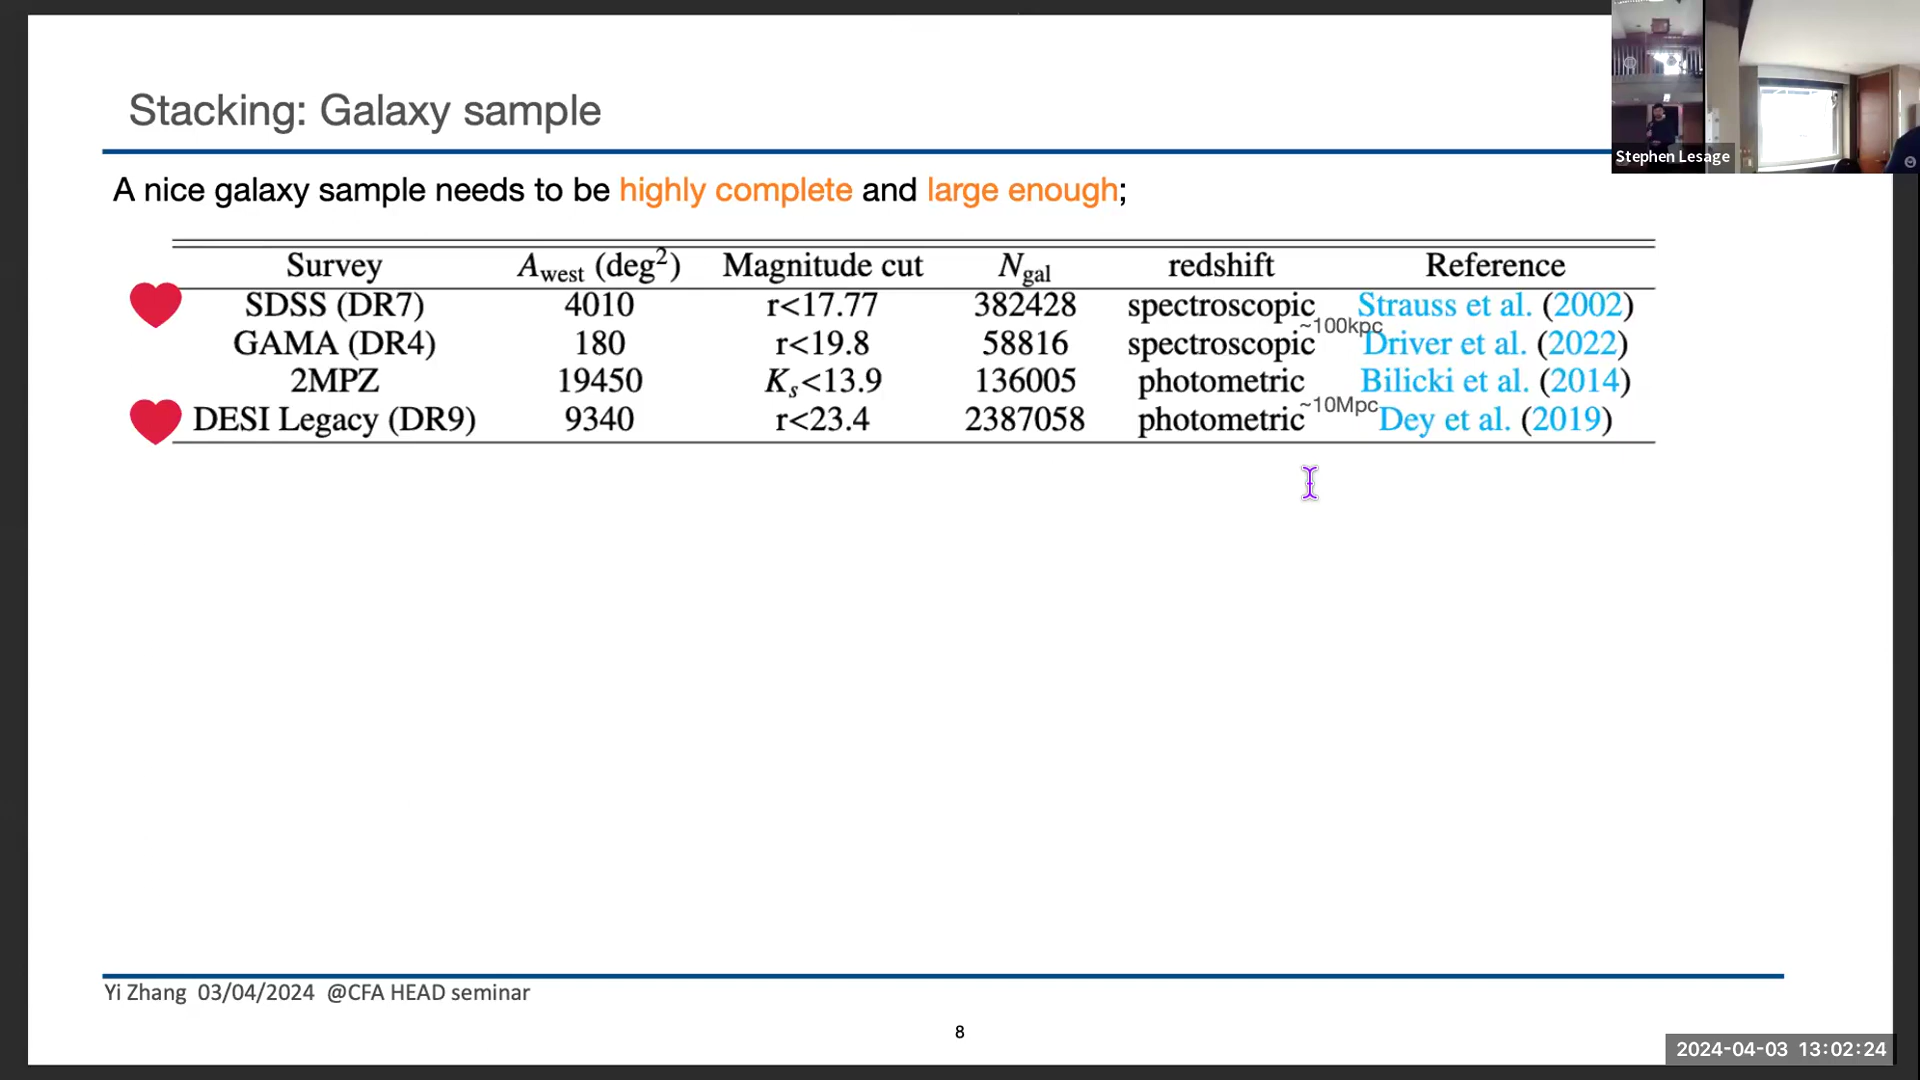 Stacking: Galaxy sample
Stephen Lesage
A nice galaxy sample needs to be highly complete and large enough;
Survey A_west (deg²) Magnitude cut N_gal redshift Reference
SDSS (DR7) 4010 r<17.77 382428 spectroscopic Strauss et al. (2002)
~100kpc
GAMA (DR4) 180 r<19.8 58816 spectroscopic Driver et al. (2022)
2MPZ 19450 K_s<13.9 136005 photometric Bilicki et al. (2014)
~10Mpc
DESI Legacy (DR9) 9340 r<23.4 2387058 photometric Dey et al. (2019)
Yi Zhang 03/04/2024 @CFA HEAD seminar
8
2024-04-03 13:02:24